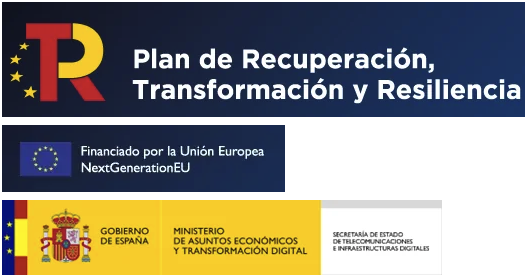 Plan de Recuperación,
Transformación y Resiliencia
Financiado por la Unión Europea
NextGenerationEU
GOBIERNO
DE ESPAÑA
MINISTERIO
DE ASUNTOS ECONÓMICOS
Y TRANSFORMACIÓN DIGITAL
SECRETARÍA DE ESTADO
DE TELECOMUNICACIONES
E INFRAESTRUCTURAS DIGITALES